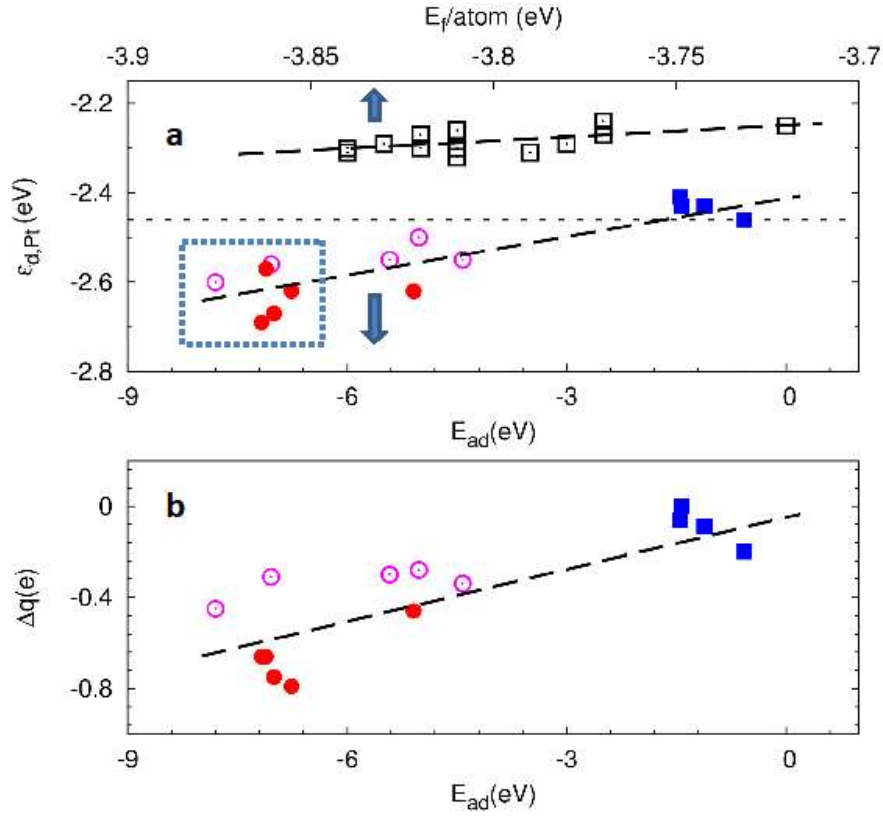 E_f/atom (eV)
-3.9 -3.85 -3.8 -3.75 -3.7
a
-2.2
-2.4
-2.6
-2.8
ε_d,Pt (eV)
-9 -6 -3 0
E_ad(eV)
b
0
-0.4
-0.8
Δq(e)
-9 -6 -3 0
E_ad(eV)